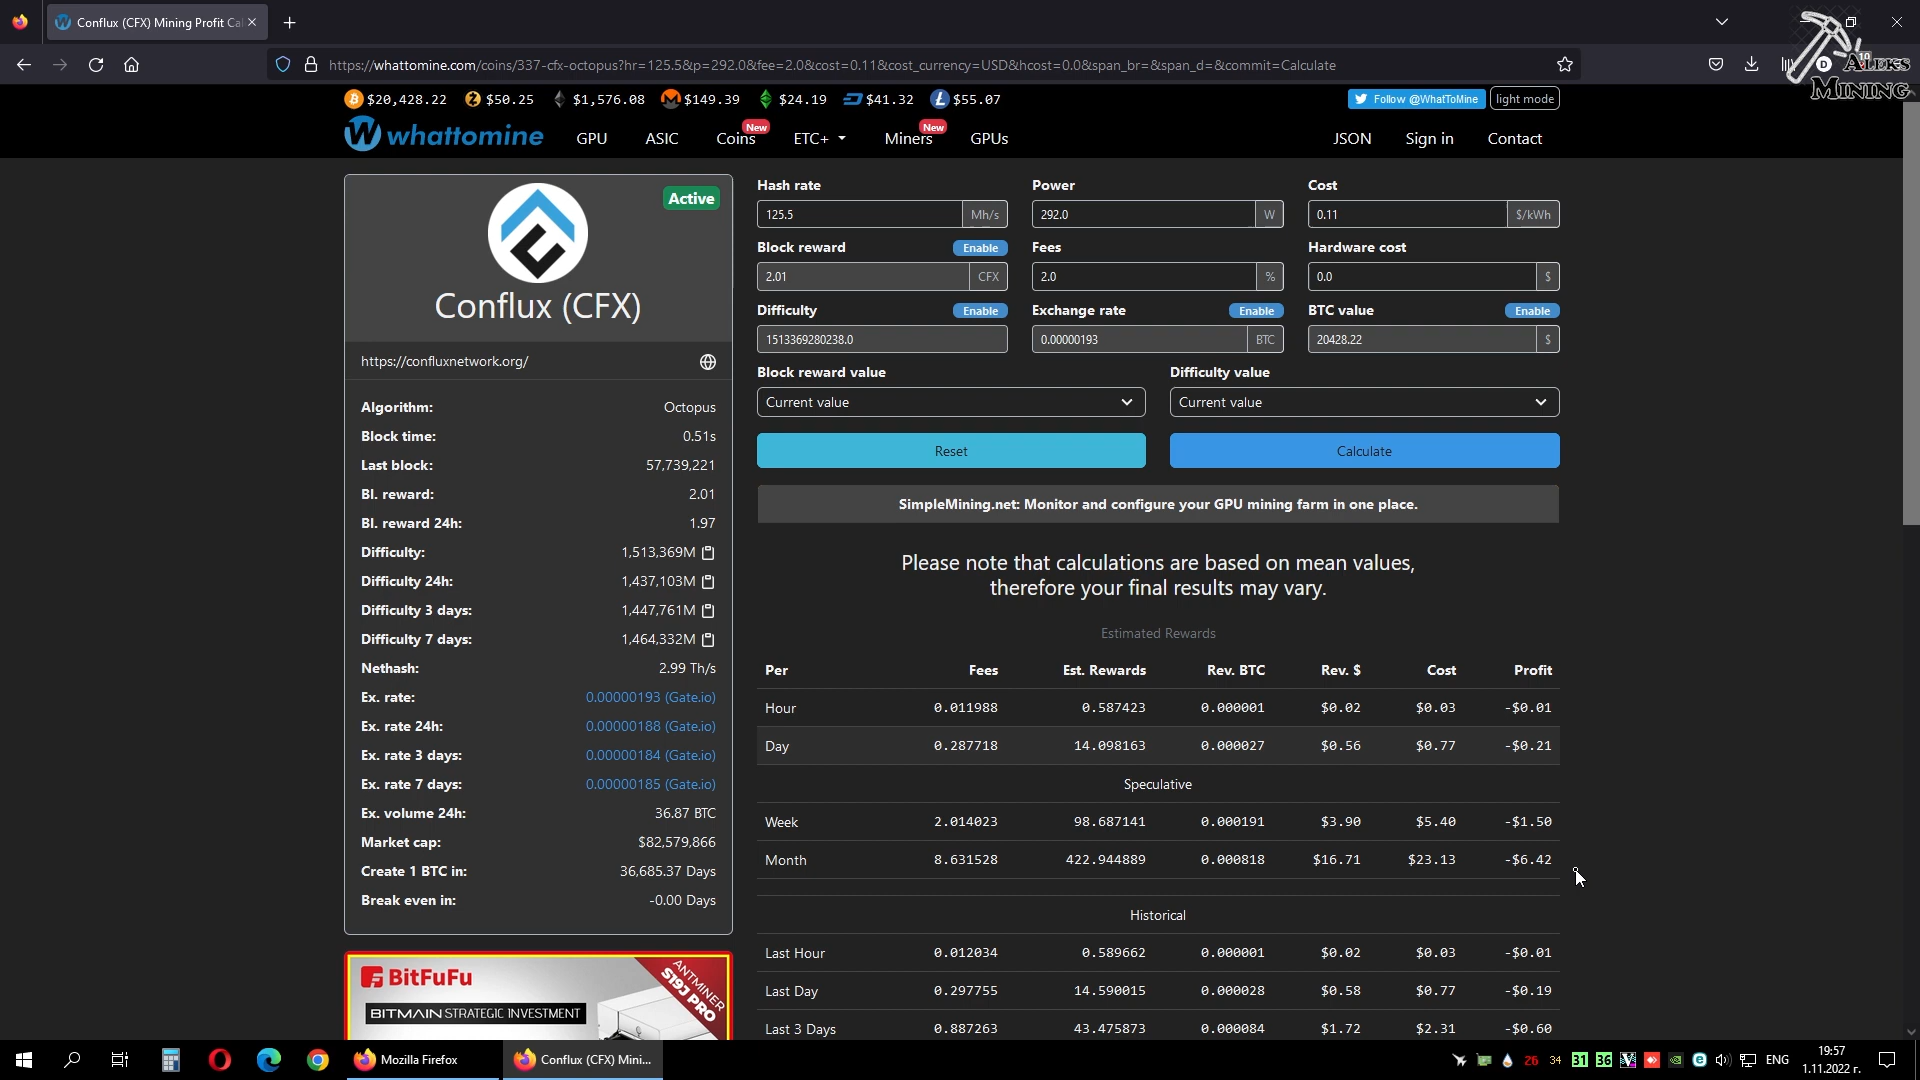 Conflux (CFX) Mining Profit Cal
https://whattomine.com/coins/337-cfx-octopus?hr=125.5&p=292.0&fee=2.0&cost=0.11&cost_currency=USD&hcost=0.0&span_br=&span_d=&commit=Calculate
ALEKS
MINING
$20,428.22 $50.25 $1,576.08 $149.39 $24.19 $41.32 $55.07
Follow @WhatToMine light mode
whattomine GPU ASIC Coins New ETC+ Miners New GPUs JSON Sign in Contact
Active
Conflux (CFX)
https://confluxnetwork.org/
Algorithm: Octopus
Block time: 0.51s
Last block: 57,739,221
Bl. reward: 2.01
Bl. reward 24h: 1.97
Difficulty: 1,513,369M
Difficulty 24h: 1,437,103M
Difficulty 3 days: 1,447,761M
Difficulty 7 days: 1,464,332M
Nethash: 2.99 Th/s
Ex. rate: 0.00000193 (Gate.io)
Ex. rate 24h: 0.00000188 (Gate.io)
Ex. rate 3 days: 0.00000184 (Gate.io)
Ex. rate 7 days: 0.00000185 (Gate.io)
Ex. volume 24h: 36.87 BTC
Market cap: $82,579,866
Create 1 BTC in: 36,685.37 Days
Break even in: -0.00 Days
BitFuFu
BITMAIN STRATEGIC INVESTMENT
ANTMINER
S19J PRO
Hash rate Power Cost
125.5 Mh/s 292.0 W 0.11 $/kWh
Block reward Enable Fees Hardware cost
2.01 CFX 2.0 % 0.0 $
Difficulty Enable Exchange rate Enable BTC value Enable
1513369280238.0 0.00000193 BTC 20428.22 $
Block reward value Difficulty value
Current value Current value
Reset Calculate
SimpleMining.net: Monitor and configure your GPU mining farm in one place.
Please note that calculations are based on mean values,
therefore your final results may vary.
Estimated Rewards
Per Fees Est. Rewards Rev. BTC Rev. $ Cost Profit
Hour 0.011988 0.587423 0.000001 $0.02 $0.03 -$0.01
Day 0.287718 14.098163 0.000027 $0.56 $0.77 -$0.21
Speculative
Week 2.014023 98.687141 0.000191 $3.90 $5.40 -$1.50
Month 8.631528 422.944889 0.000818 $16.71 $23.13 -$6.42
Historical
Last Hour 0.012034 0.589662 0.000001 $0.02 $0.03 -$0.01
Last Day 0.297755 14.590015 0.000028 $0.58 $0.77 -$0.19
Last 3 Days 0.887263 43.475873 0.000084 $1.72 $2.31 -$0.60
Mozilla Firefox Conflux (CFX) Mini... 26 34 31 36 ENG 19:57
1.11.2022 г.